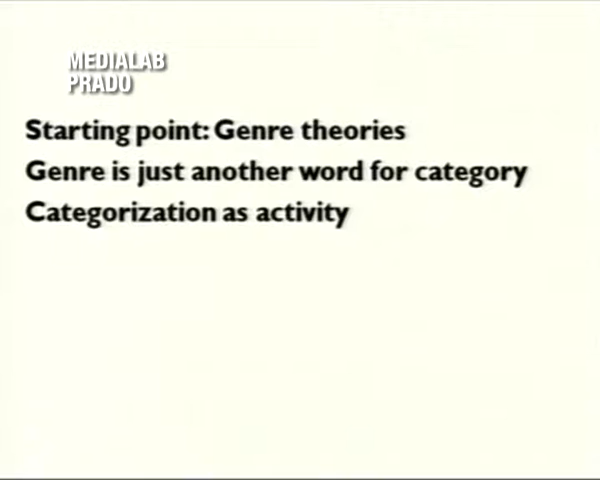 MEDIALAB
PRADO
Starting point: Genre theories
Genre is just another word for category
Categorization as activity